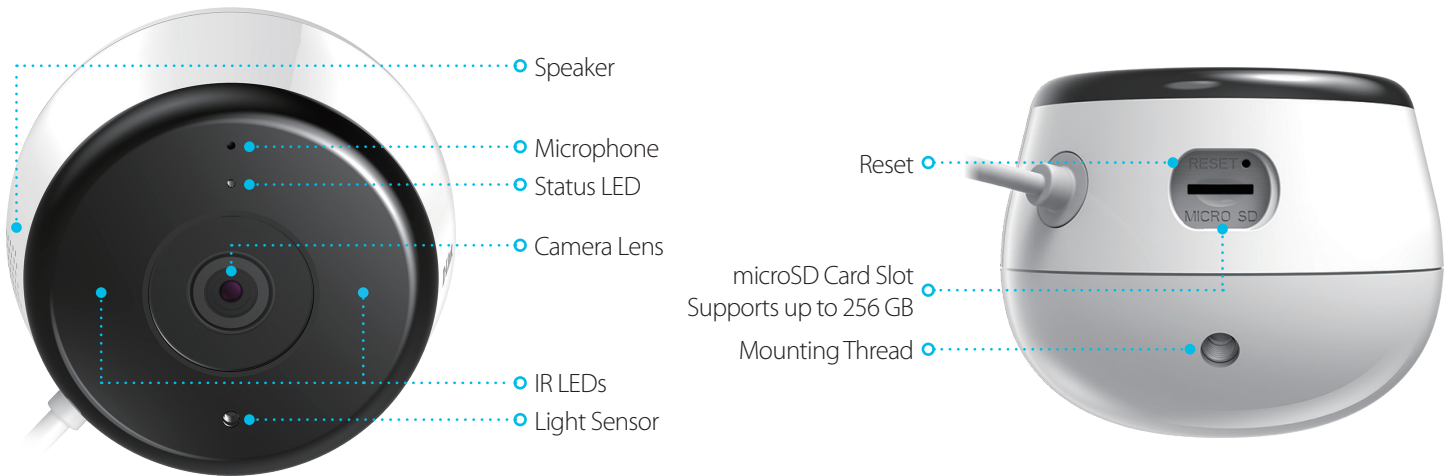 Speaker
Microphone
Status LED
Camera Lens
IR LEDs
Light Sensor
Reset
RESET
MICRO SD
microSD Card Slot
Supports up to 256 GB
Mounting Thread